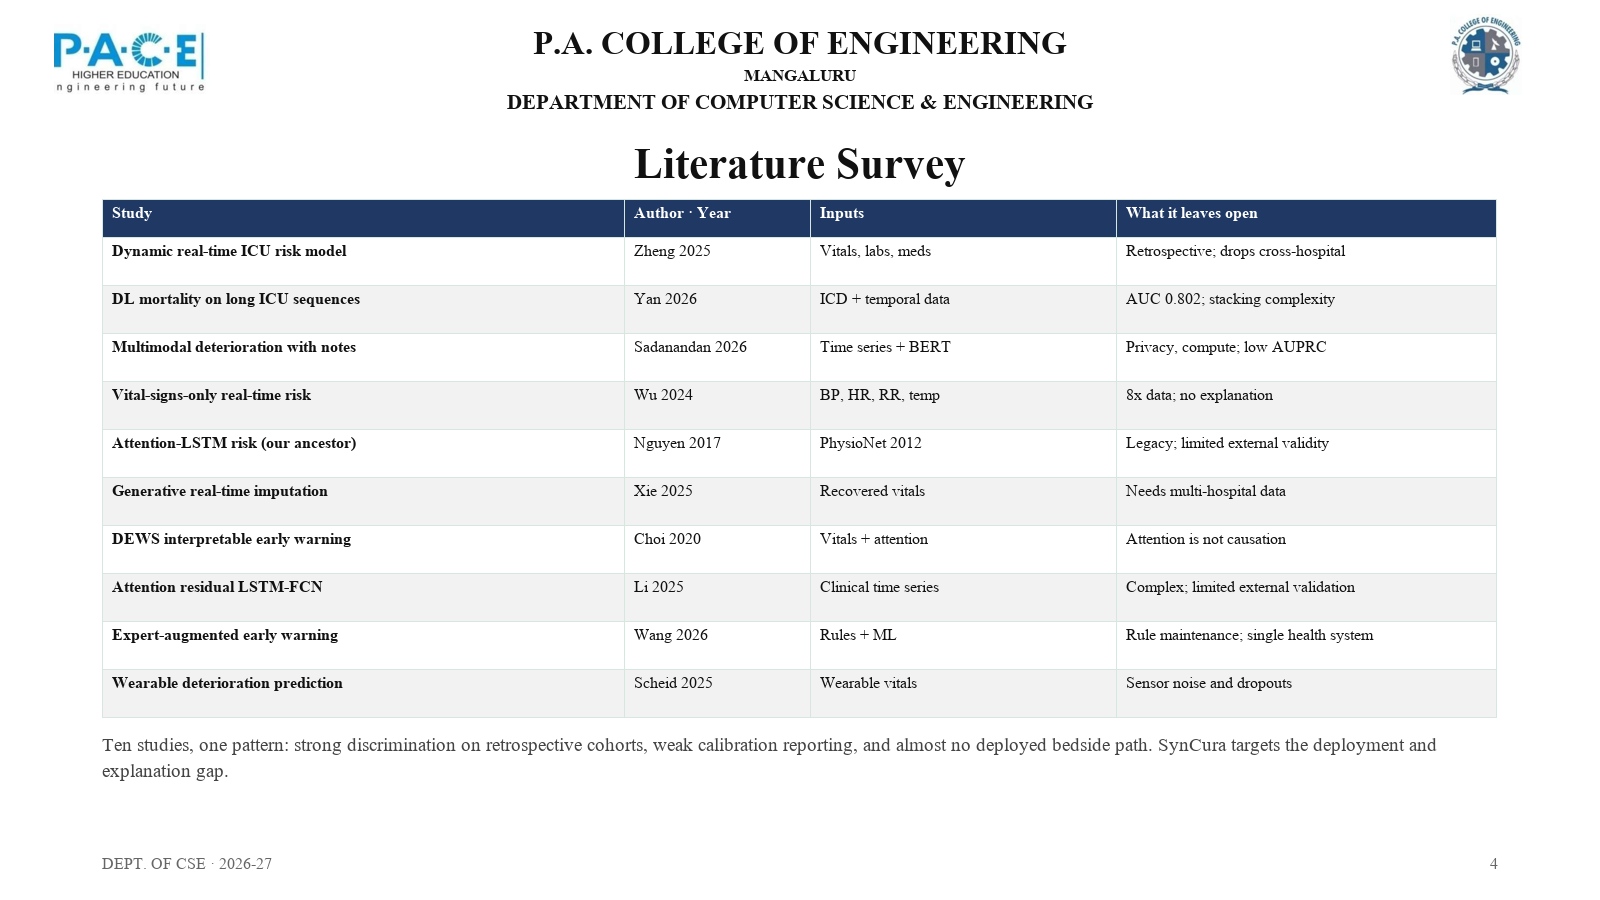 P·A·C·E
HIGHER EDUCATION
ngineering future
P.A. COLLEGE OF ENGINEERING
MANGALURU
DEPARTMENT OF COMPUTER SCIENCE & ENGINEERING
P.A. COLLEGE OF ENGINEERING
Literature Survey
Study Author · Year Inputs What it leaves open
Dynamic real-time ICU risk model Zheng 2025 Vitals, labs, meds Retrospective; drops cross-hospital
DL mortality on long ICU sequences Yan 2026 ICD + temporal data AUC 0.802; stacking complexity
Multimodal deterioration with notes Sadanandan 2026 Time series + BERT Privacy, compute; low AUPRC
Vital-signs-only real-time risk Wu 2024 BP, HR, RR, temp 8x data; no explanation
Attention-LSTM risk (our ancestor) Nguyen 2017 PhysioNet 2012 Legacy; limited external validity
Generative real-time imputation Xie 2025 Recovered vitals Needs multi-hospital data
DEWS interpretable early warning Choi 2020 Vitals + attention Attention is not causation
Attention residual LSTM-FCN Li 2025 Clinical time series Complex; limited external validation
Expert-augmented early warning Wang 2026 Rules + ML Rule maintenance; single health system
Wearable deterioration prediction Scheid 2025 Wearable vitals Sensor noise and dropouts
Ten studies, one pattern: strong discrimination on retrospective cohorts, weak calibration reporting, and almost no deployed bedside path. SynCura targets the deployment and
explanation gap.
DEPT. OF CSE · 2026-27 4